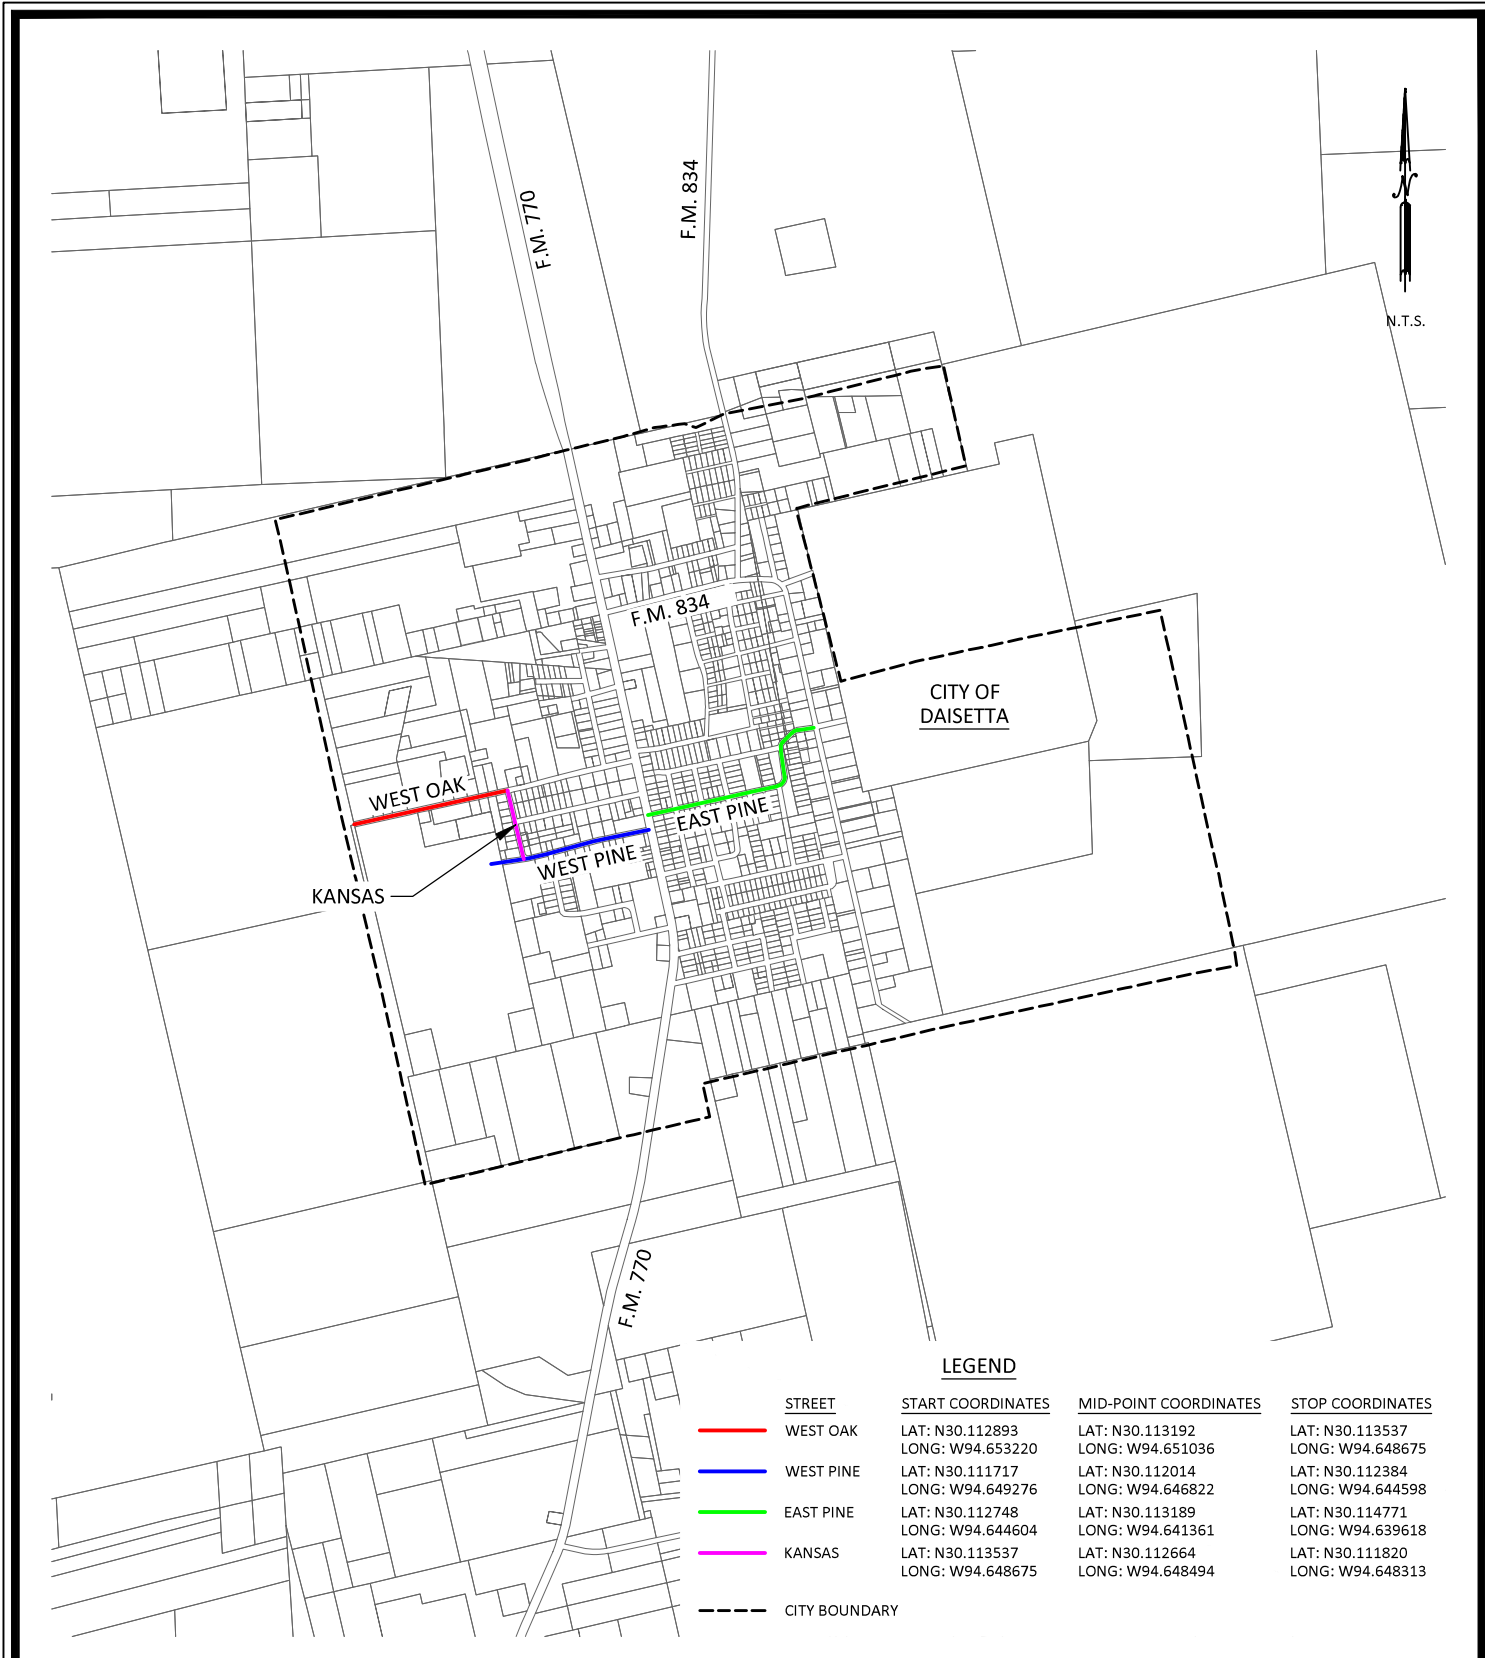 F.M. 770
F.M. 834
N
N.T.S.
F.M. 834
CITY OF
DAISETTA
WEST OAK
EAST PINE
WEST PINE
KANSAS
F.M. 770
LEGEND
STREET START COORDINATES MID-POINT COORDINATES STOP COORDINATES
WEST OAK LAT: N30.112893 LAT: N30.113192 LAT: N30.113537
LONG: W94.653220 LONG: W94.651036 LONG: W94.648675
WEST PINE LAT: N30.111717 LAT: N30.112014 LAT: N30.112384
LONG: W94.649276 LONG: W94.646822 LONG: W94.644598
EAST PINE LAT: N30.112748 LAT: N30.113189 LAT: N30.114771
LONG: W94.644604 LONG: W94.641361 LONG: W94.639618
KANSAS LAT: N30.113537 LAT: N30.112664 LAT: N30.111820
LONG: W94.648675 LONG: W94.648494 LONG: W94.648313
CITY BOUNDARY